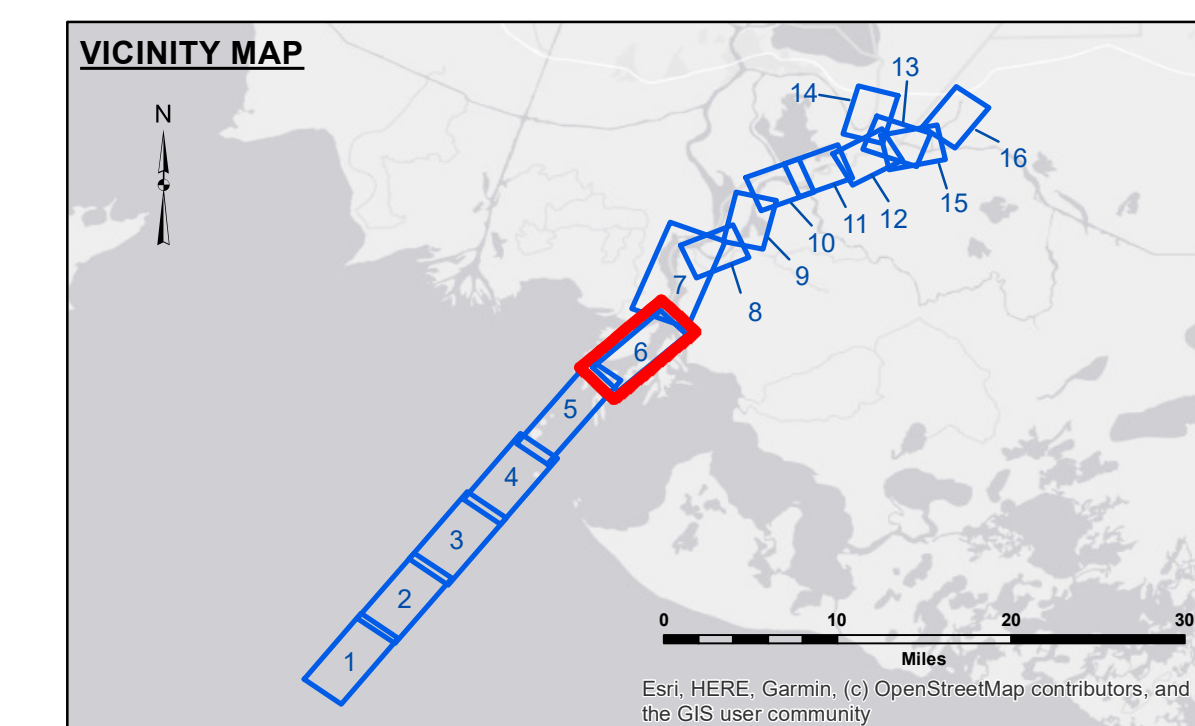 VICINITY MAP
N
13
14
16
15
12
11
10
9
7
8
6
5
4
3
2
1
0 10 20 30
Miles
Esri, HERE, Garmin, (c) OpenStreetMap contributors, and
the GIS user community